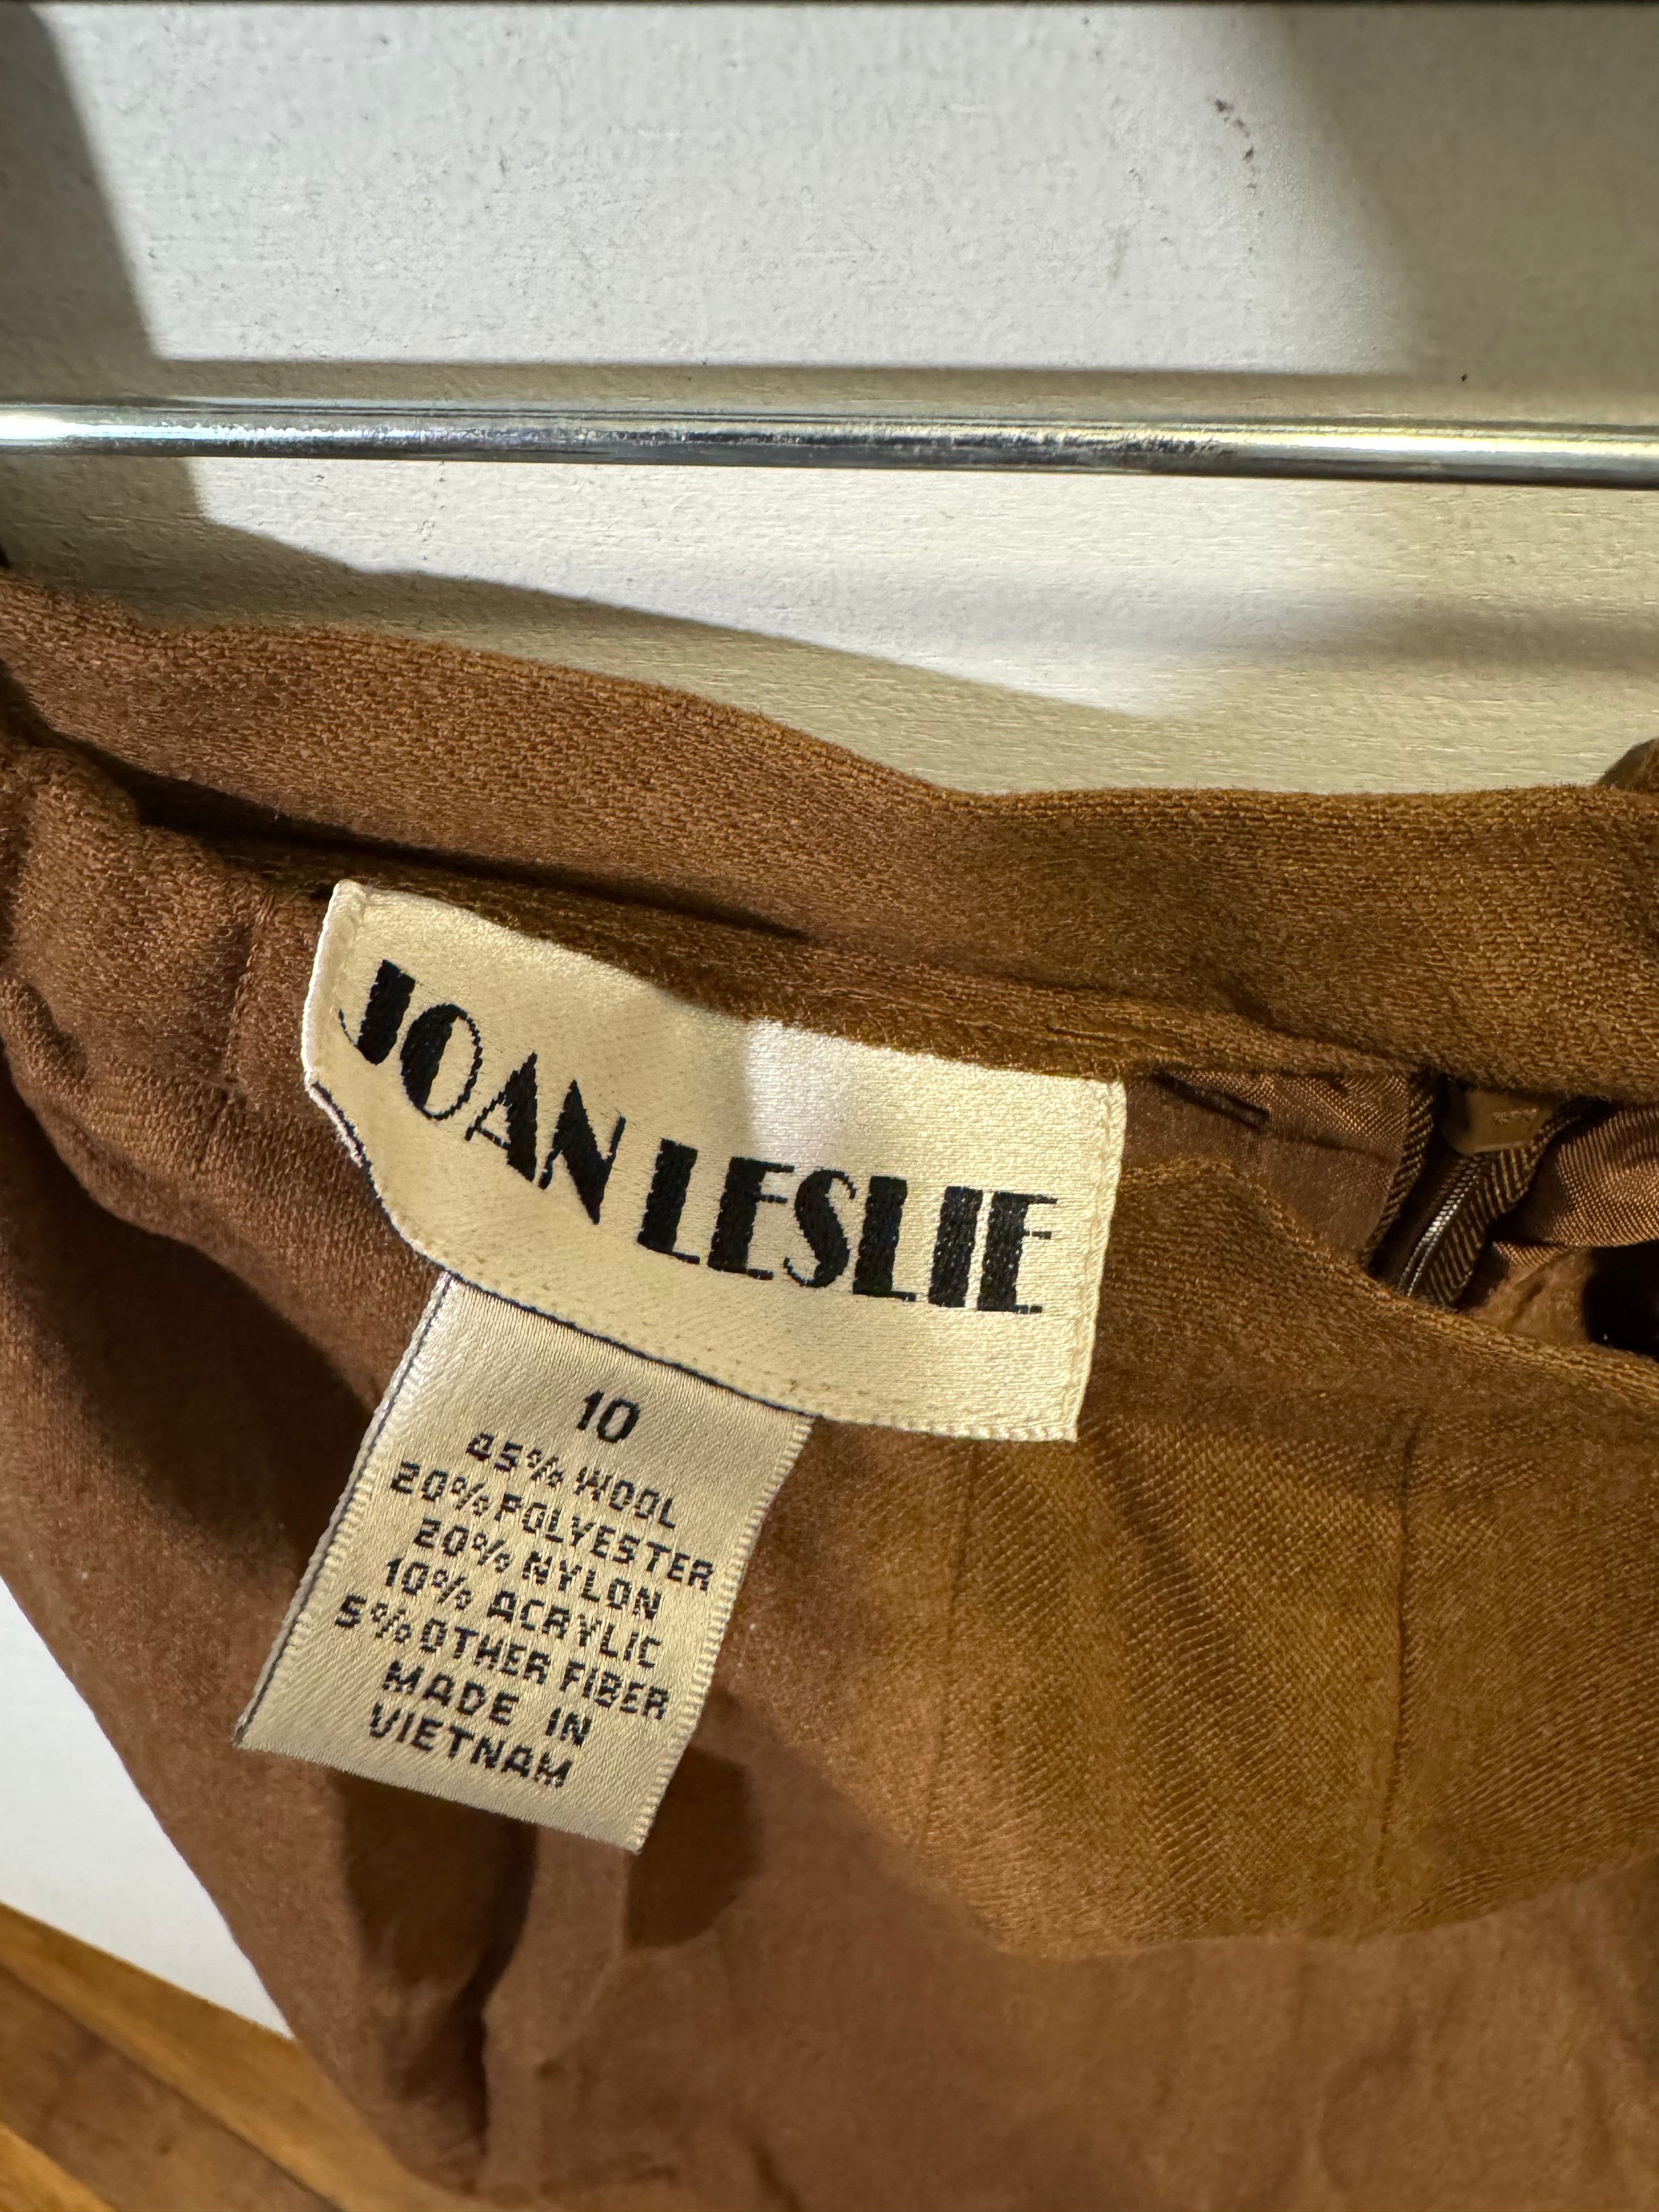 JOAN LESLIE
10
45% WOOL
20% POLYESTER
20% NYLON
10% ACRYLIC
5% OTHER FIBER
MADE IN
VIETNAM